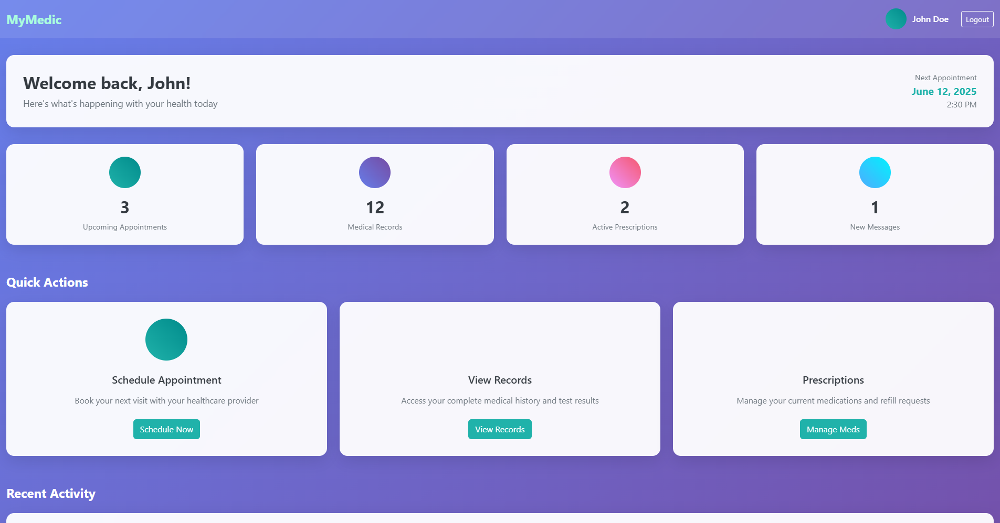 MyMedic
John Doe
Logout
Welcome back, John!
Here's what's happening with your health today
Next Appointment
June 12, 2025
2:30 PM
3
Upcoming Appointments
12
Medical Records
2
Active Prescriptions
1
New Messages
Quick Actions
Schedule Appointment
Book your next visit with your healthcare provider
Schedule Now
View Records
Access your complete medical history and test results
View Records
Prescriptions
Manage your current medications and refill requests
Manage Meds
Recent Activity